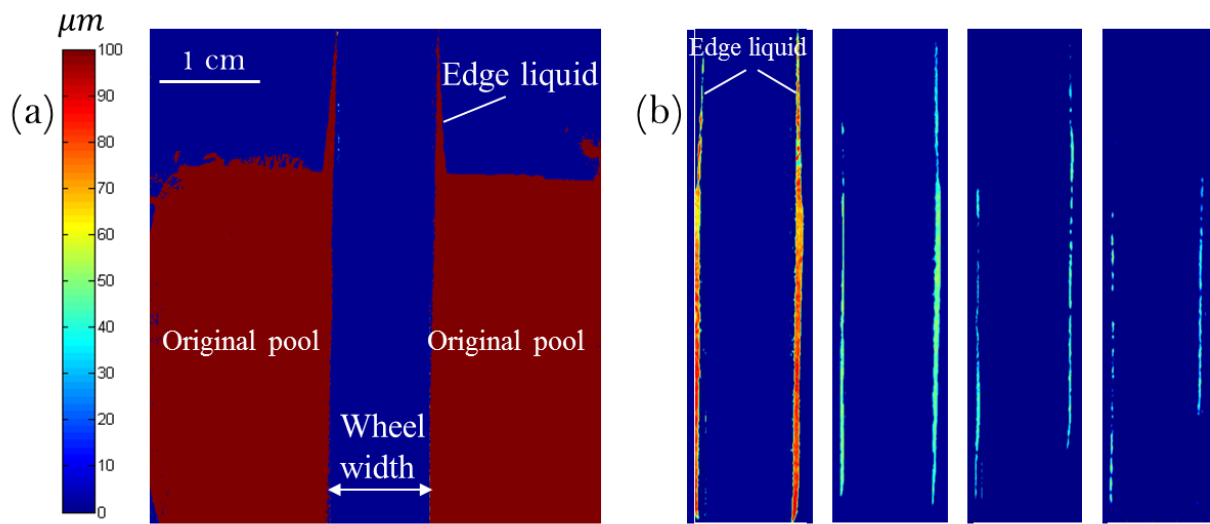 μm
100
90
80
70
60
50
40
30
20
10
0
(a)
1 cm
Edge liquid
Original pool
Original pool
Wheel
width
(b)
Edge liquid